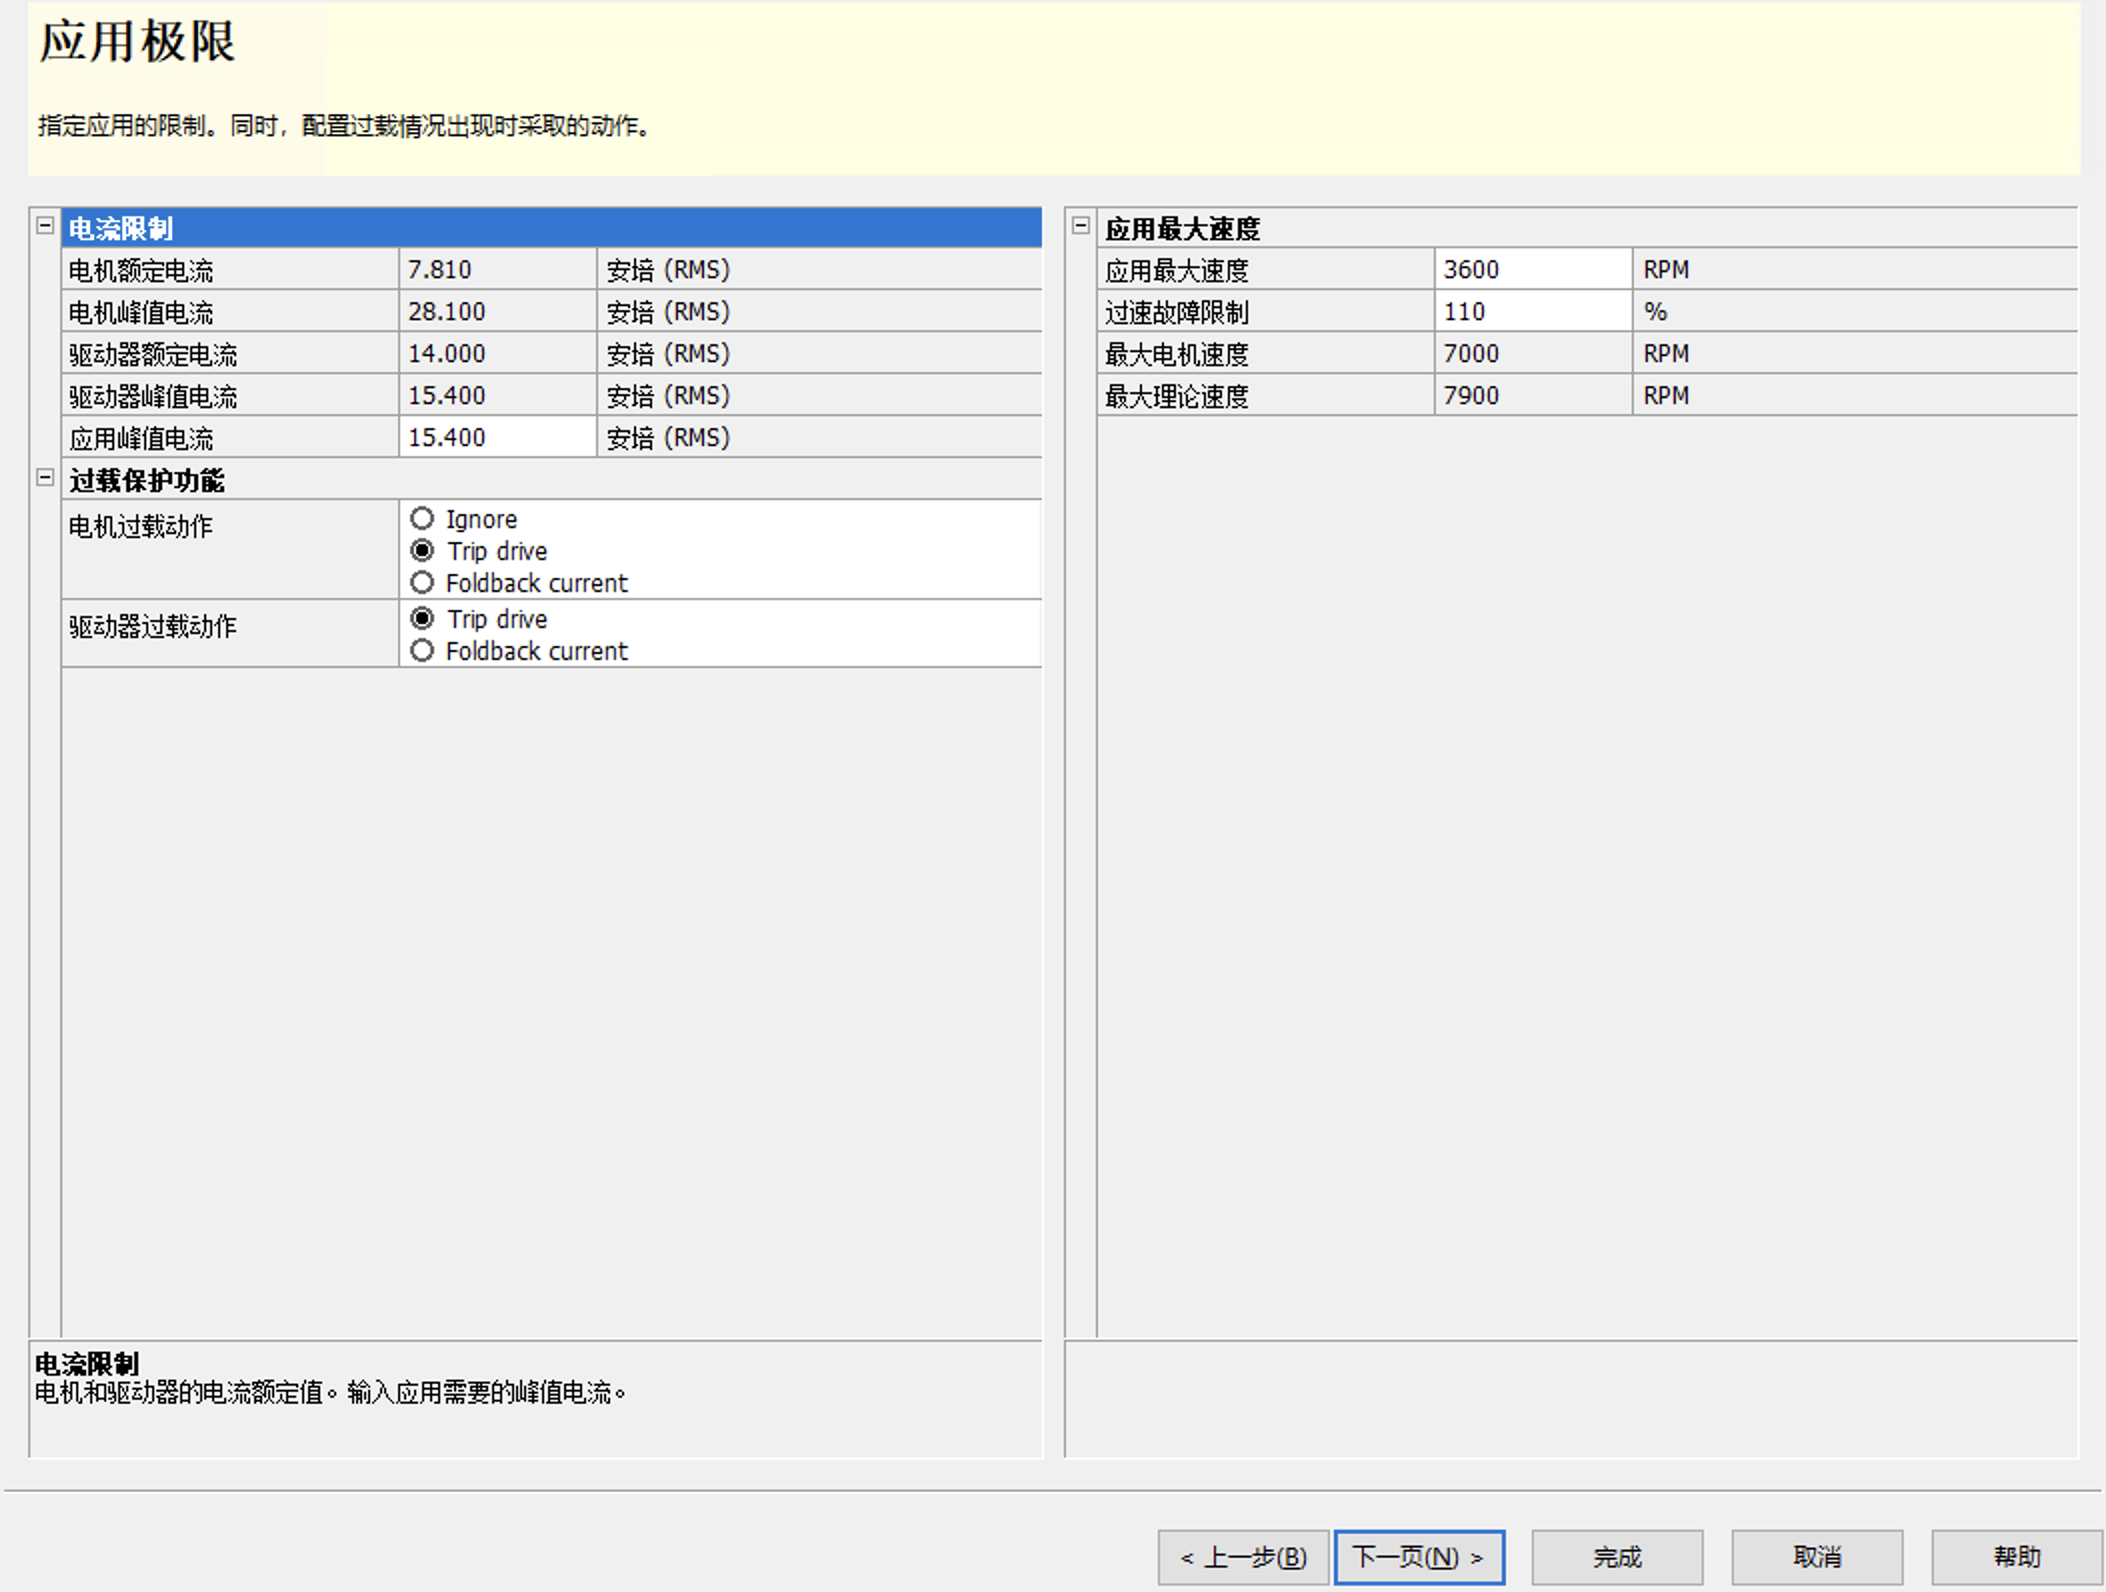 应用极限
指定应用的限制。同时，配置过载情况出现时采取的动作。
电流限制
电机额定电流 7.810 安培 (RMS)
电机峰值电流 28.100 安培 (RMS)
驱动器额定电流 14.000 安培 (RMS)
驱动器峰值电流 15.400 安培 (RMS)
应用峰值电流 15.400 安培 (RMS)
过载保护功能
电机过载动作
Ignore
Trip drive
Foldback current
驱动器过载动作
Trip drive
Foldback current
电流限制
电机和驱动器的电流额定值。输入应用需要的峰值电流。
应用最大速度
应用最大速度 3600 RPM
过速故障限制 110 %
最大电机速度 7000 RPM
最大理论速度 7900 RPM
< 上一步(B)
下一页(N) >
完成
取消
帮助